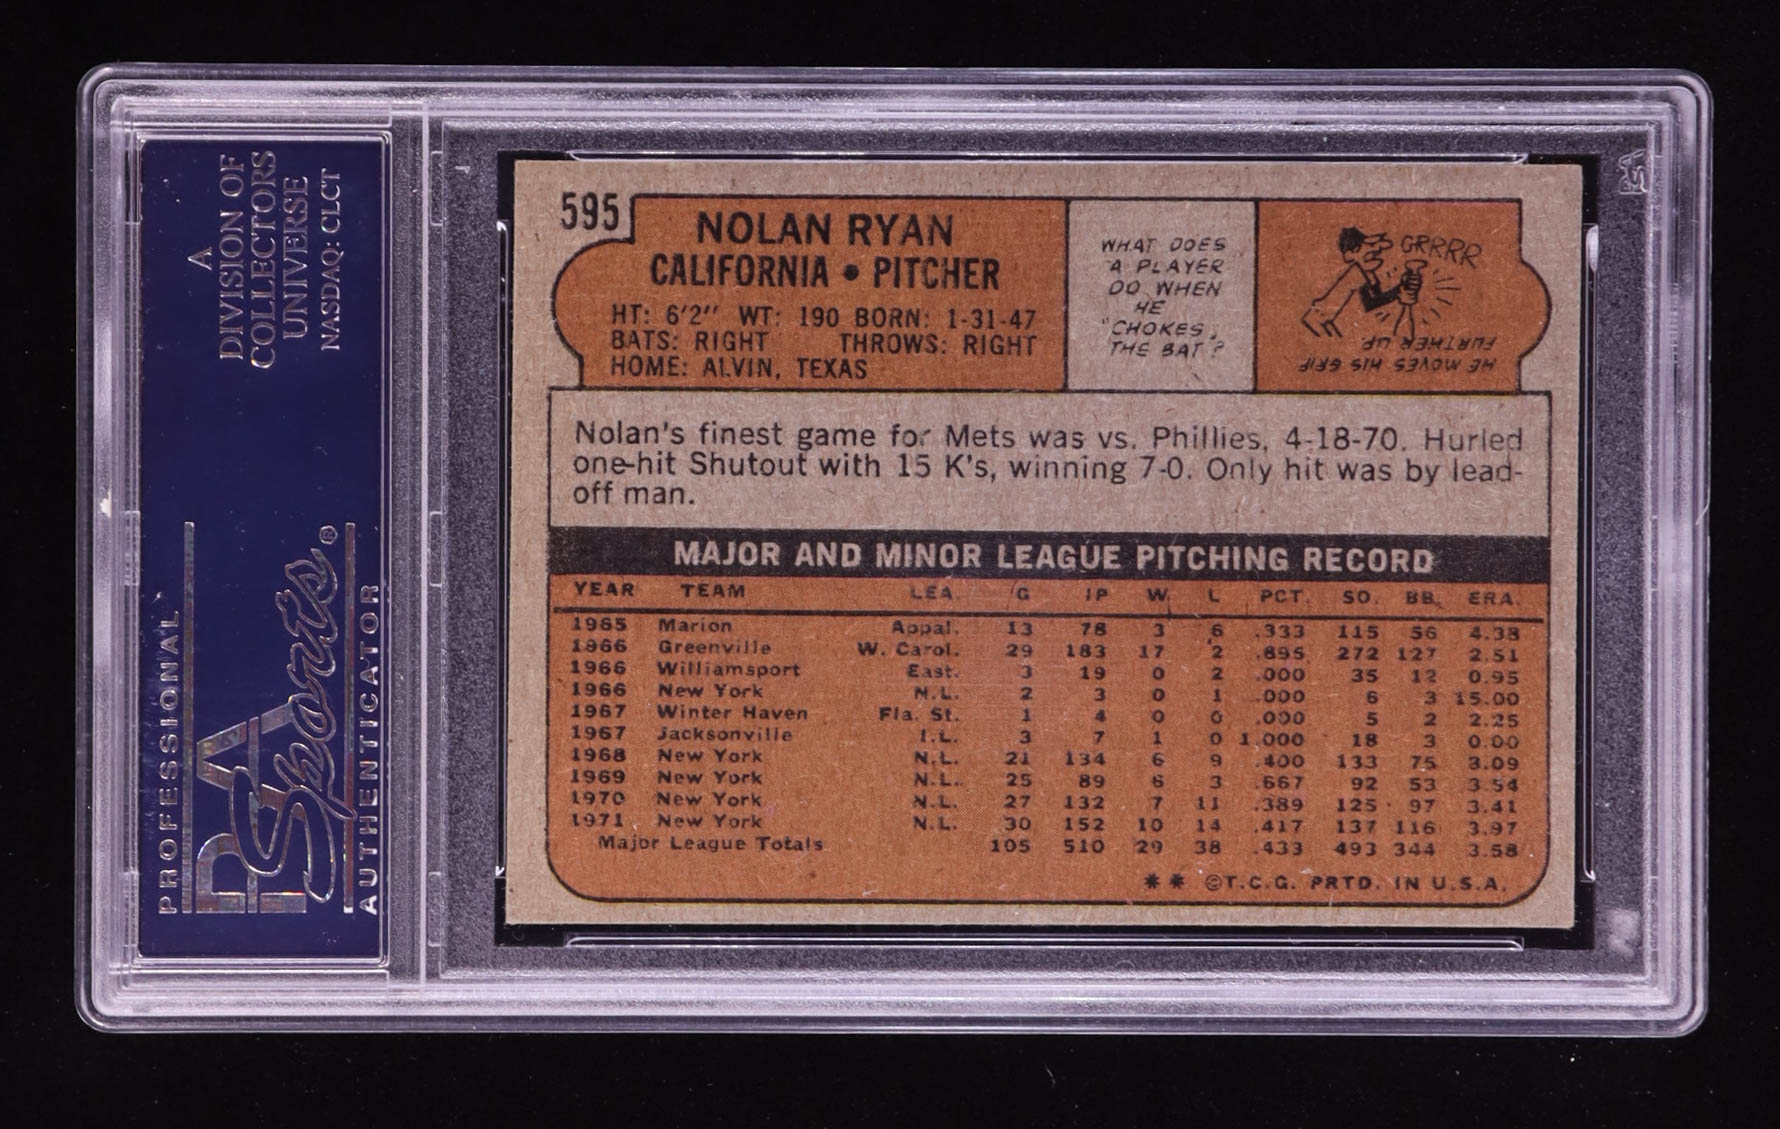 A
DIVISION OF
COLLECTORS
UNIVERSE
NASDAQ: CLCT
PROFESSIONAL
PSA
Sports®
AUTHENTICATOR
PSA
595
NOLAN RYAN
CALIFORNIA • PITCHER
HT: 6'2" WT: 190 BORN: 1-31-47
BATS: RIGHT THROWS: RIGHT
HOME: ALVIN, TEXAS
WHAT DOES
A PLAYER
DO WHEN
HE
"CHOKES,
THE BAT?
GRRRR
HE MOVES HIS GRIP
FURTHER UP
Nolan's finest game for Mets was vs. Phillies, 4-18-70. Hurled
one-hit Shutout with 15 K's, winning 7-0. Only hit was by lead-
off man.
MAJOR AND MINOR LEAGUE PITCHING RECORD
YEAR TEAM LEA. G IP W. L PCT. SO. BB. ERA.
1965 Marion Appal. 13 78 3 6 .333 115 56 4.38
1966 Greenville W. Carol. 29 183 17 2 .895 272 127 2.51
1966 Williamsport East. 3 19 0 2 .000 35 12 0.95
1966 New York N.L. 2 3 0 1 .000 6 3 15.00
1967 Winter Haven Fla. St. 1 4 0 0 .000 5 2 2.25
1967 Jacksonville I.L. 3 7 1 0 1.000 18 3 0.00
1968 New York N.L. 21 134 6 9 .400 133 75 3.09
1969 New York N.L. 25 89 6 3 .667 92 53 3.54
1970 New York N.L. 27 132 7 11 .389 125 97 3.41
1971 New York N.L. 30 152 10 14 .417 137 116 3.97
Major League Totals 105 510 29 38 .433 493 344 3.58
** ©T.C.G. PRTD. IN U.S.A.